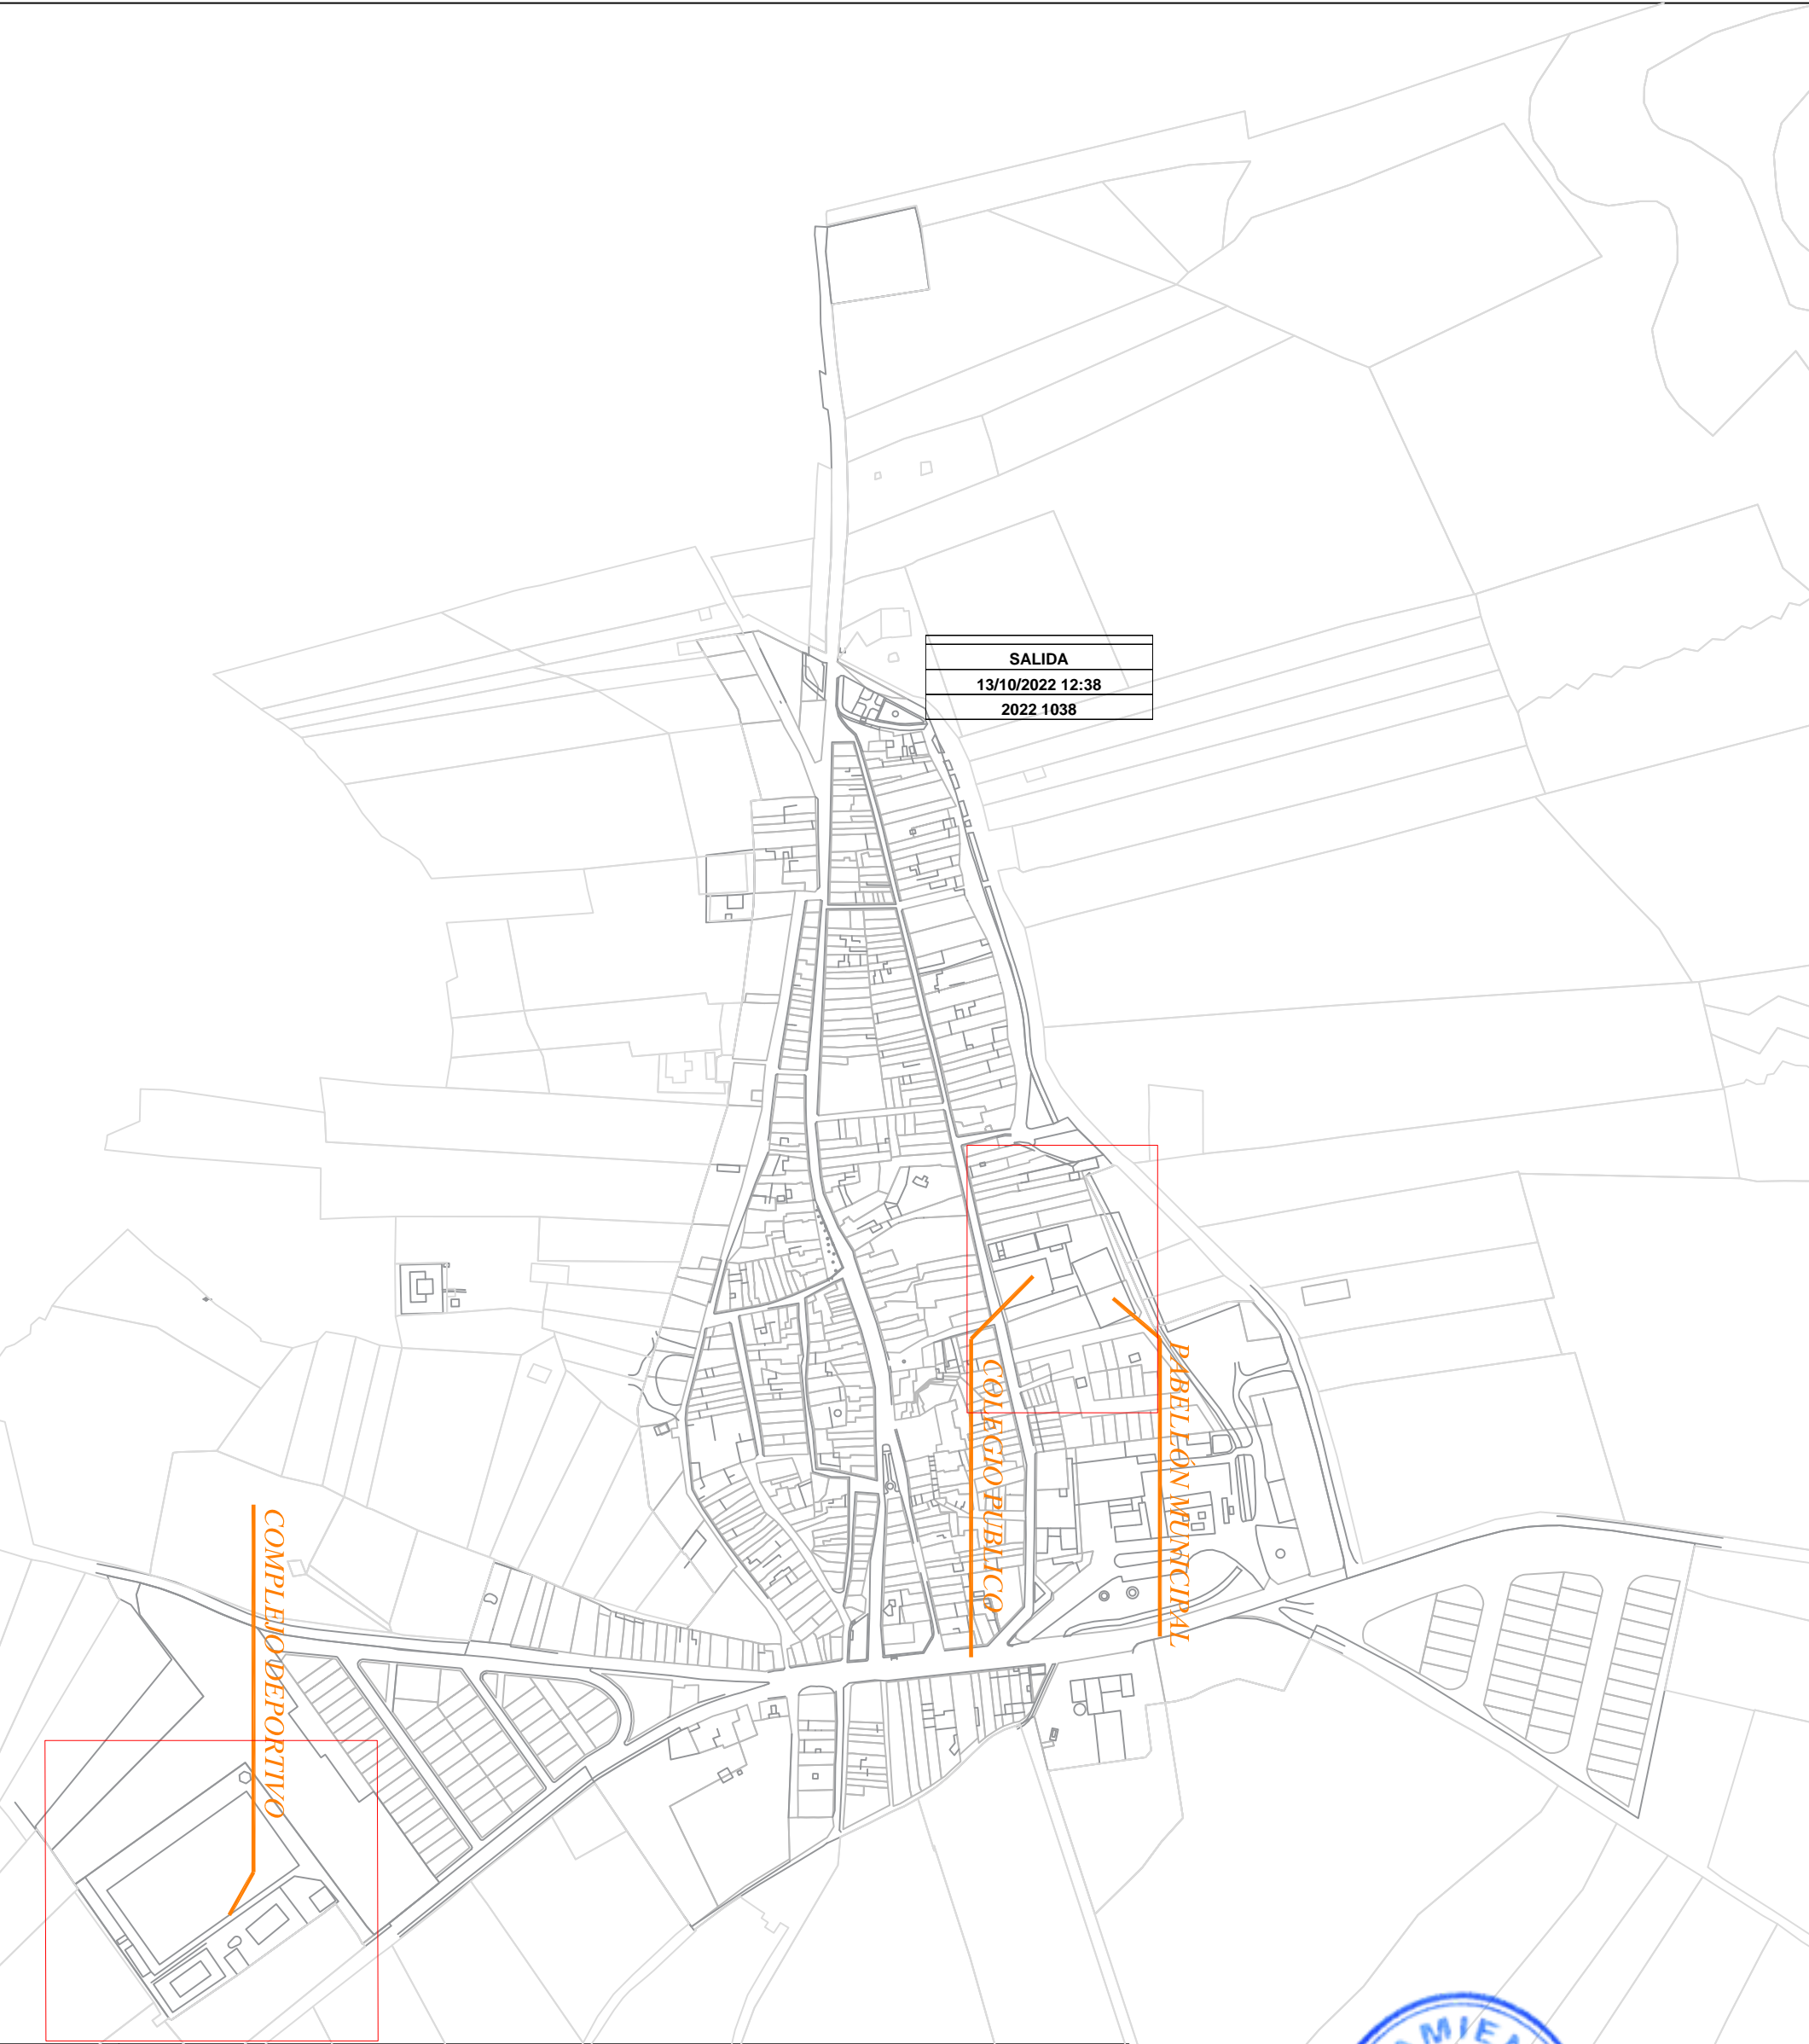 SALIDA
13/10/2022 12:38
2022 1038
PABELLÓN MUNICIPAL
COLEGIO PUBLICO
COMPLEJO DEPORTIVO